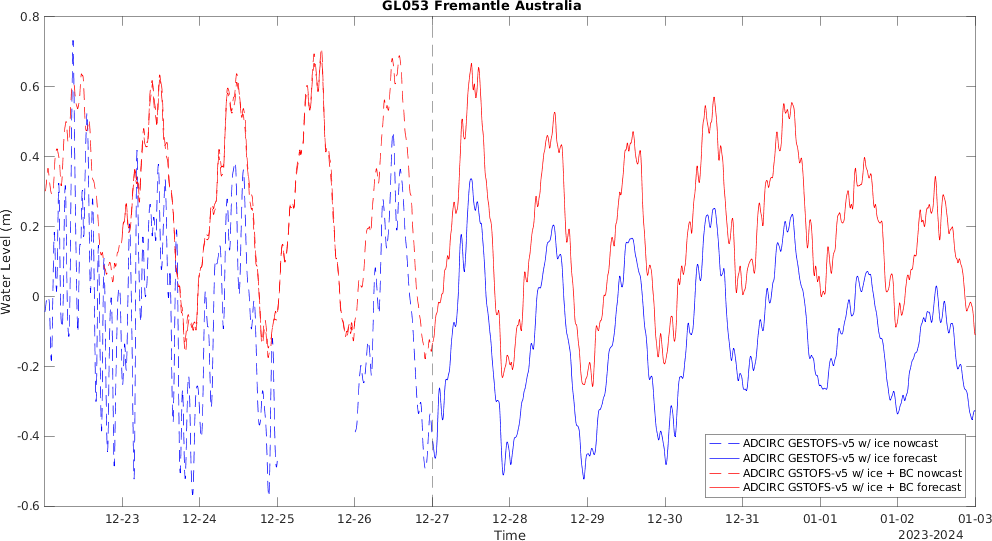 GL053 Fremantle Australia
0.8
0.6
0.4
0.2
0
-0.2
-0.4
-0.6
Water Level (m)
ADCIRC GESTOFS-v5 w/ ice nowcast
ADCIRC GESTOFS-v5 w/ ice forecast
ADCIRC GSTOFS-v5 w/ ice + BC nowcast
ADCIRC GSTOFS-v5 w/ ice + BC forecast
12-23 12-24 12-25 12-26 12-27 12-28 12-29 12-30 12-31 01-01 01-02 01-03
Time
2023-2024